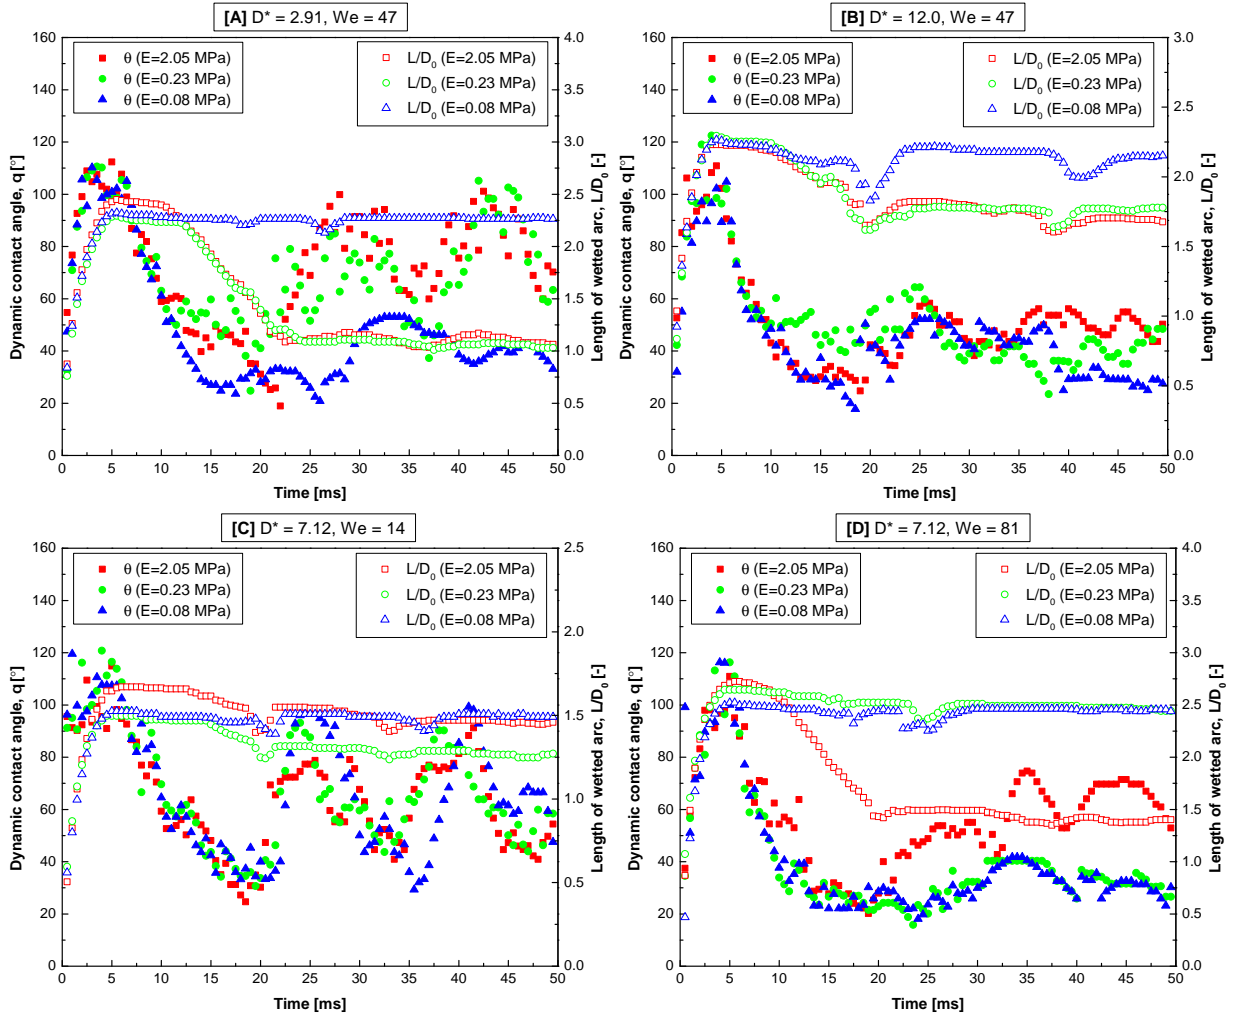 [A] D* = 2.91, We = 47
θ (E=2.05 MPa)
θ (E=0.23 MPa)
θ (E=0.08 MPa)
L/D0 (E=2.05 MPa)
L/D0 (E=0.23 MPa)
L/D0 (E=0.08 MPa)
Dynamic contact angle, q [°]
160
140
120
100
80
60
40
20
0
Length of wetted arc, L/D0 [-]
4.0
3.5
3.0
2.5
2.0
1.5
1.0
0.5
0.0
0 5 10 15 20 25 30 35 40 45 50
Time [ms]
[B] D* = 12.0, We = 47
θ (E=2.05 MPa)
θ (E=0.23 MPa)
θ (E=0.08 MPa)
L/D0 (E=2.05 MPa)
L/D0 (E=0.23 MPa)
L/D0 (E=0.08 MPa)
Dynamic contact angle, q [°]
160
140
120
100
80
60
40
20
0
Length of wetted arc, L/D0 [-]
3.0
2.5
2.0
1.5
1.0
0.5
0.0
0 5 10 15 20 25 30 35 40 45 50
Time [ms]
[C] D* = 7.12, We = 14
θ (E=2.05 MPa)
θ (E=0.23 MPa)
θ (E=0.08 MPa)
L/D0 (E=2.05 MPa)
L/D0 (E=0.23 MPa)
L/D0 (E=0.08 MPa)
Dynamic contact angle, q [°]
160
140
120
100
80
60
40
20
0
Length of wetted arc, L/D0 [-]
2.5
2.0
1.5
1.0
0.5
0.0
0 5 10 15 20 25 30 35 40 45 50
Time [ms]
[D] D* = 7.12, We = 81
θ (E=2.05 MPa)
θ (E=0.23 MPa)
θ (E=0.08 MPa)
L/D0 (E=2.05 MPa)
L/D0 (E=0.23 MPa)
L/D0 (E=0.08 MPa)
Dynamic contact angle, q [°]
160
140
120
100
80
60
40
20
0
Length of wetted arc, L/D0 [-]
4.0
3.5
3.0
2.5
2.0
1.5
1.0
0.5
0.0
0 5 10 15 20 25 30 35 40 45 50
Time [ms]